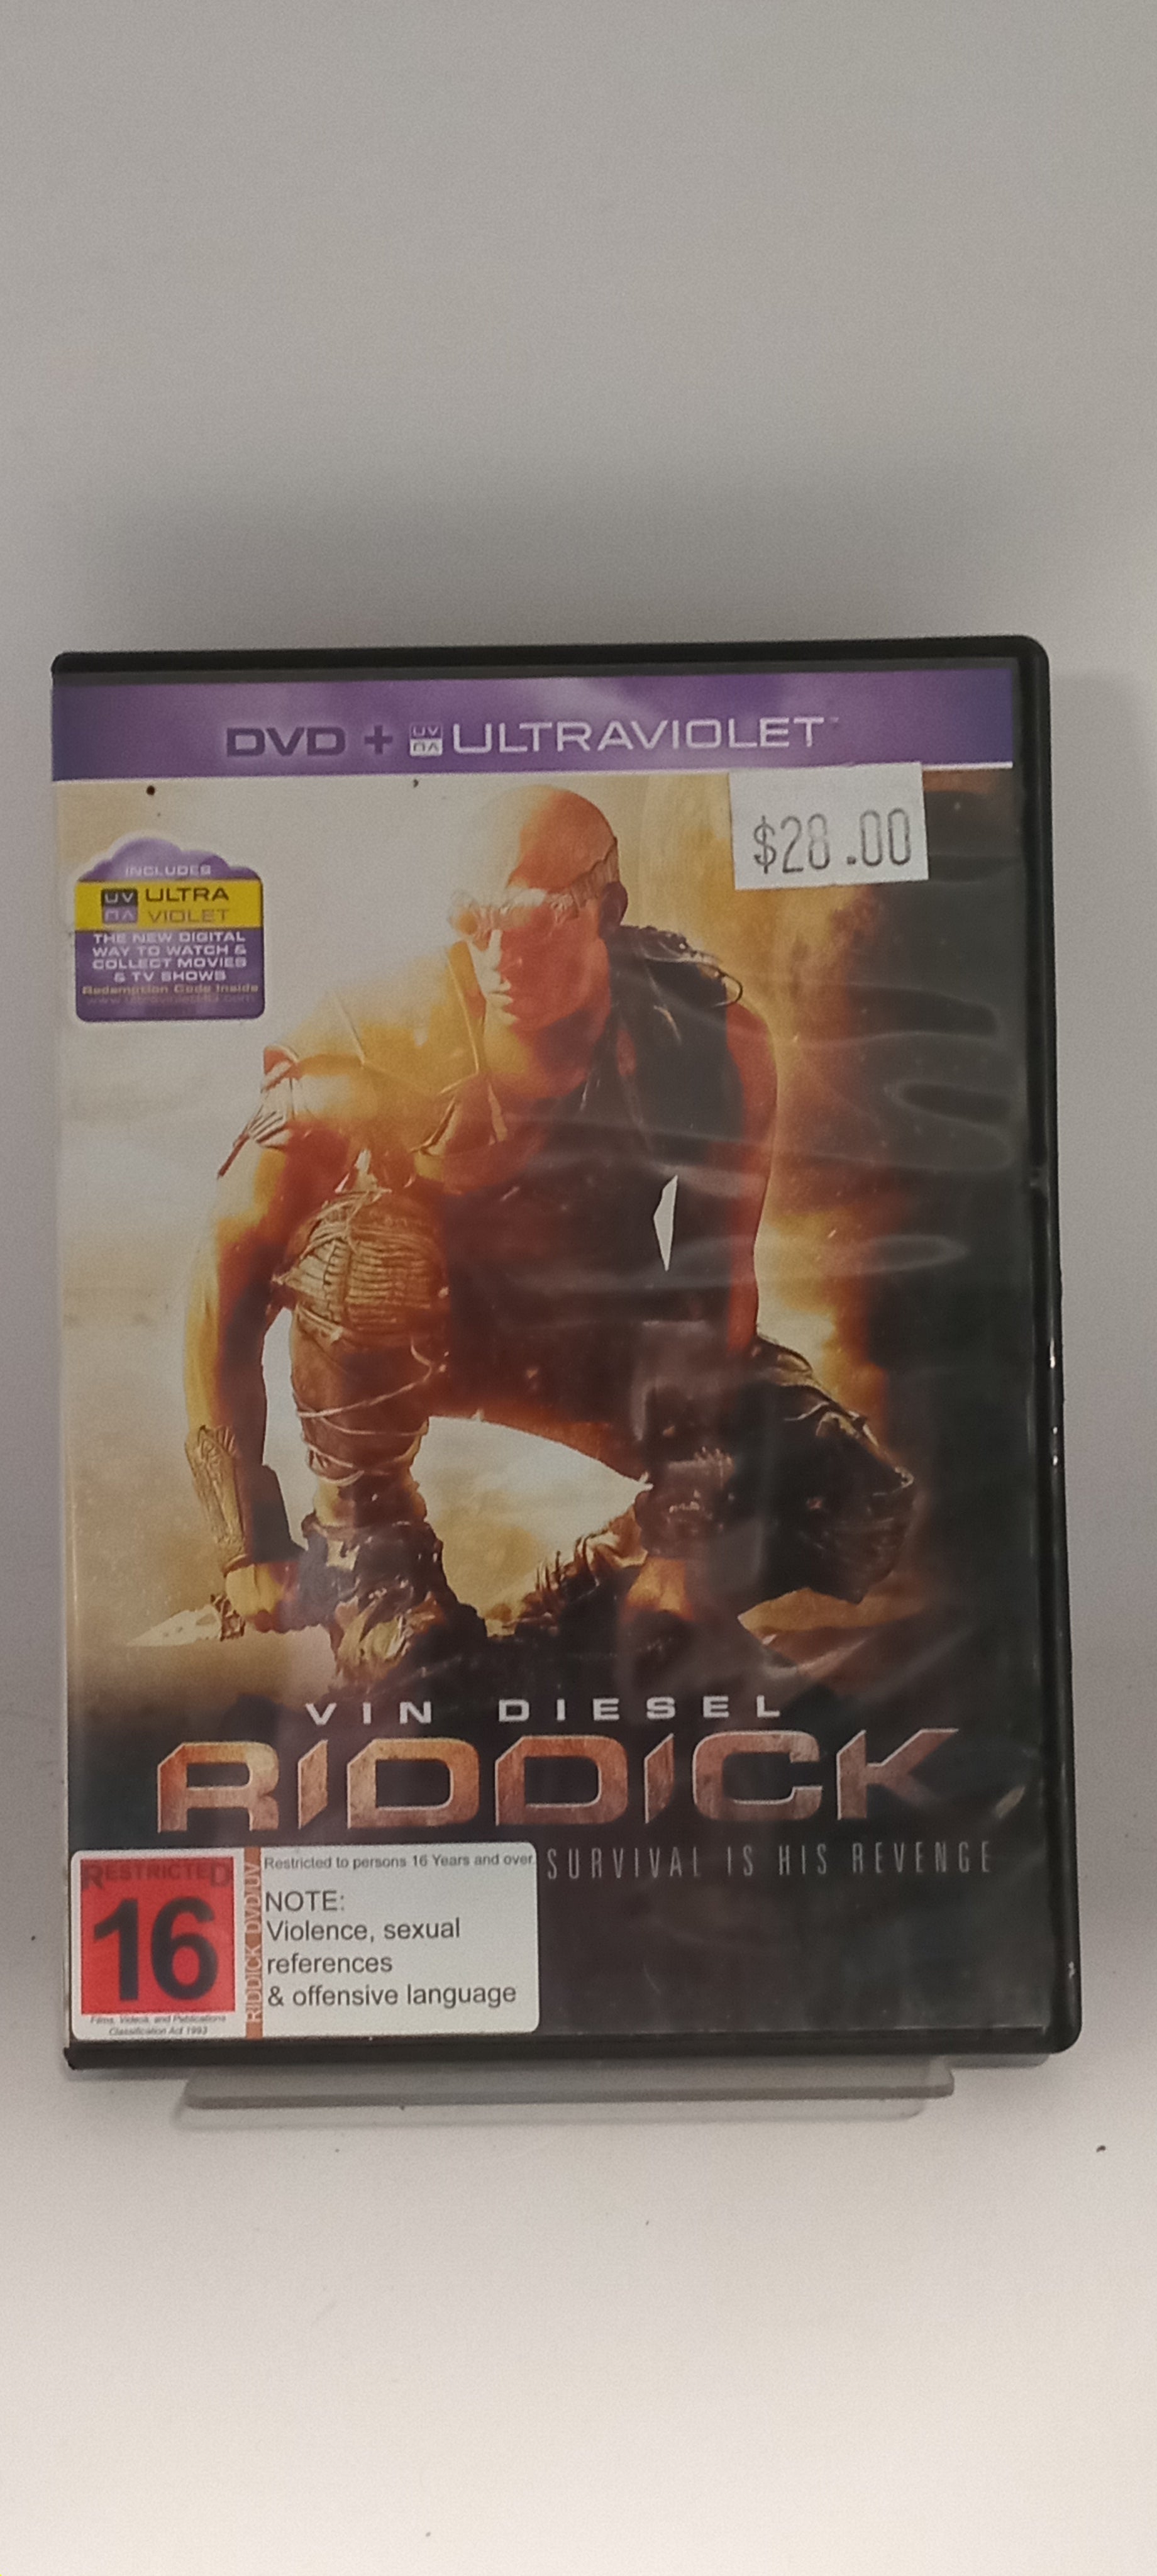 DVD + UV ULTRAVIOLET™
$28.00
INCLUDES
UV ULTRA
VIOLET
THE NEW DIGITAL
WAY TO WATCH &
COLLECT MOVIES
& TV SHOWS
Redemption Code Inside
VIN DIESEL
RIDDICK
SURVIVAL IS HIS REVENGE
RESTRICTED
16
Films, Videos, and Publications
Classification Act 1993
RIDDICK DVD/UV
Restricted to persons 16 Years and over.
NOTE:
Violence, sexual
references
& offensive language